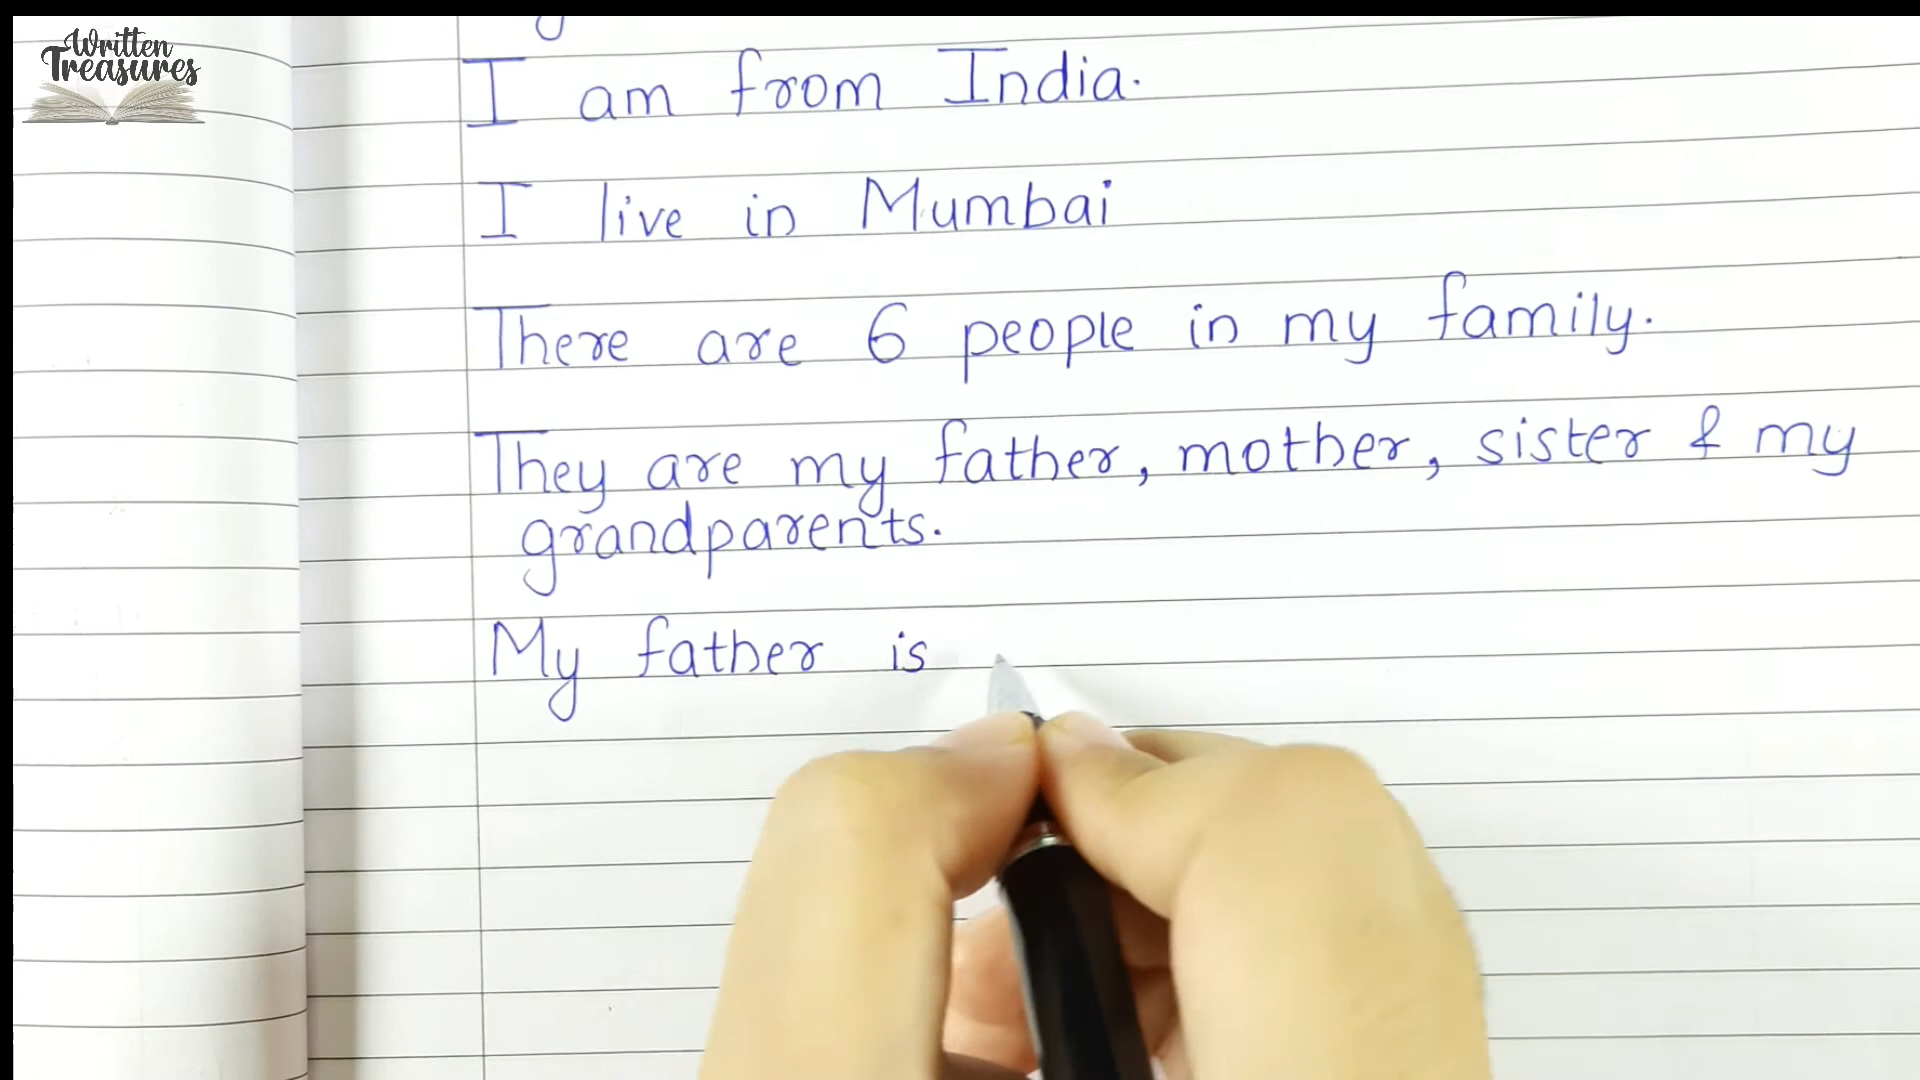 Written
Treasures
I am from India.
I live in Mumbai
There are 6 people in my family.
They are my father, mother, sister & my
grandparents.
My father is